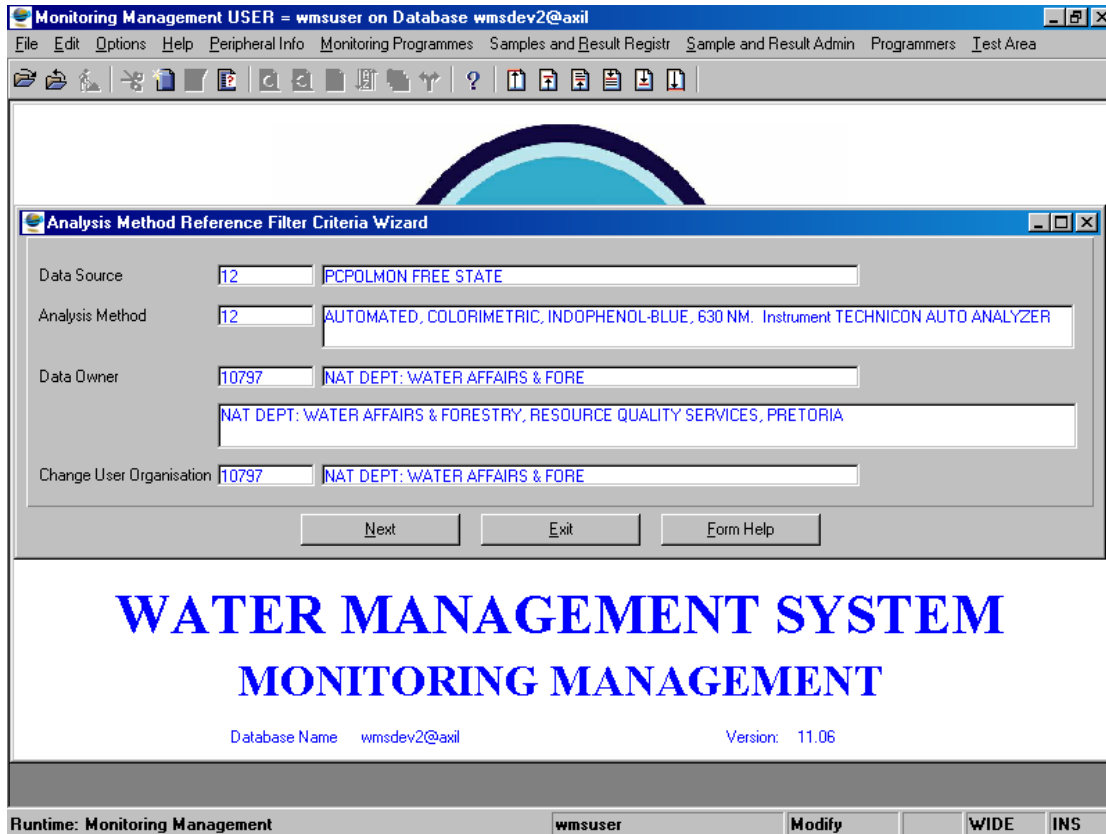 Monitoring Management USER = wmsuser on Database wmsdev2@axil
File Edit Options Help Peripheral Info Monitoring Programmes Samples and Result Registr Sample and Result Admin Programmers Test Area
Analysis Method Reference Filter Criteria Wizard
Data Source 12 PCPOLMON FREE STATE
Analysis Method 12 AUTOMATED, COLORIMETRIC, INDOPHENOL-BLUE, 630 NM. Instrument TECHNICON AUTO ANALYZER
Data Owner 10797 NAT DEPT: WATER AFFAIRS & FORE
NAT DEPT: WATER AFFAIRS & FORESTRY, RESOURCE QUALITY SERVICES, PRETORIA
Change User Organisation 10797 NAT DEPT: WATER AFFAIRS & FORE
Next Exit Form Help
WATER MANAGEMENT SYSTEM
MONITORING MANAGEMENT
Database Name wmsdev2@axil Version: 11.06
Runtime: Monitoring Management wmsuser Modify WIDE INS